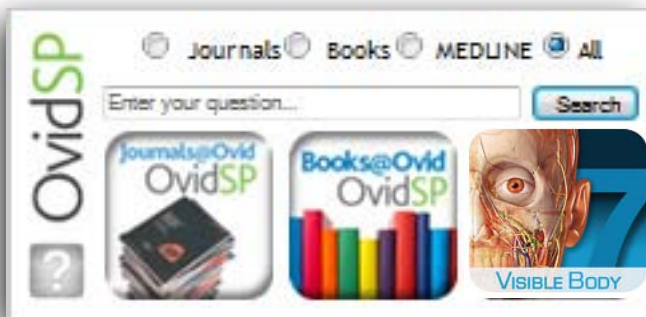 OvidSP
Journals Books MEDLINE All
Enter your question... Search
?
Journals@Ovid
OvidSP
Books@Ovid
OvidSP
7
VISIBLE BODY